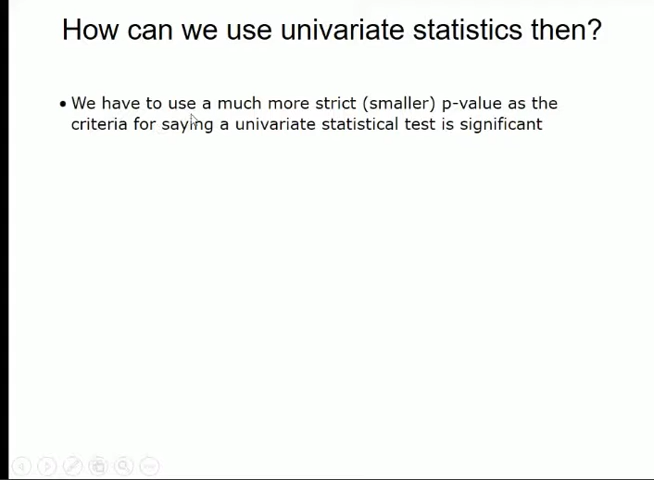 How can we use univariate statistics then?
• We have to use a much more strict (smaller) p-value as the
criteria for saying a univariate statistical test is significant